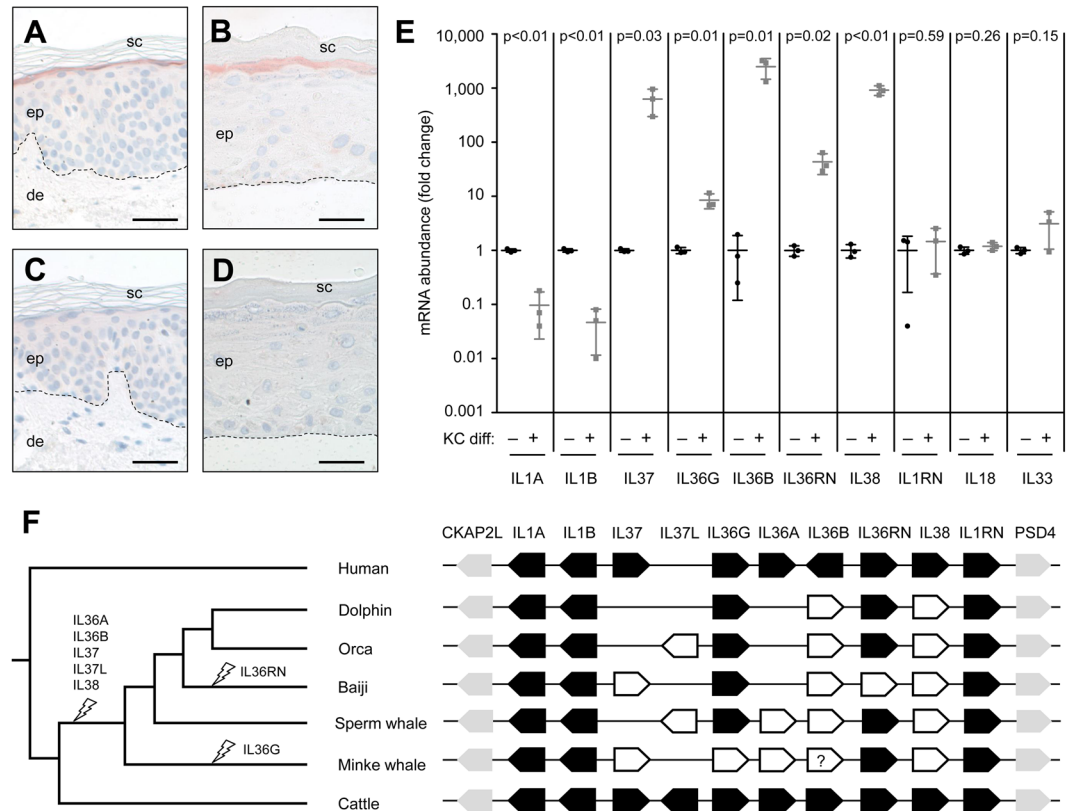 A
sc
ep
de
B
sc
ep
C
sc
ep
de
D
sc
ep
E
p<0.01 p<0.01 p=0.03 p=0.01 p=0.01 p=0.02 p<0.01 p=0.59 p=0.26 p=0.15
mRNA abundance (fold change)
10,000
1,000
100
10
1
0.1
0.01
0.001
KC diff: – + – + – + – + – + – + – + – + – + – +
IL1A IL1B IL37 IL36G IL36B IL36RN IL38 IL1RN IL18 IL33
F
CKAP2L IL1A IL1B IL37 IL37L IL36G IL36A IL36B IL36RN IL38 IL1RN PSD4
Human
Dolphin
Orca
Baiji
Sperm whale
Minke whale
Cattle
IL36A
IL36B
IL37
IL37L
IL38
IL36RN
IL36G
?